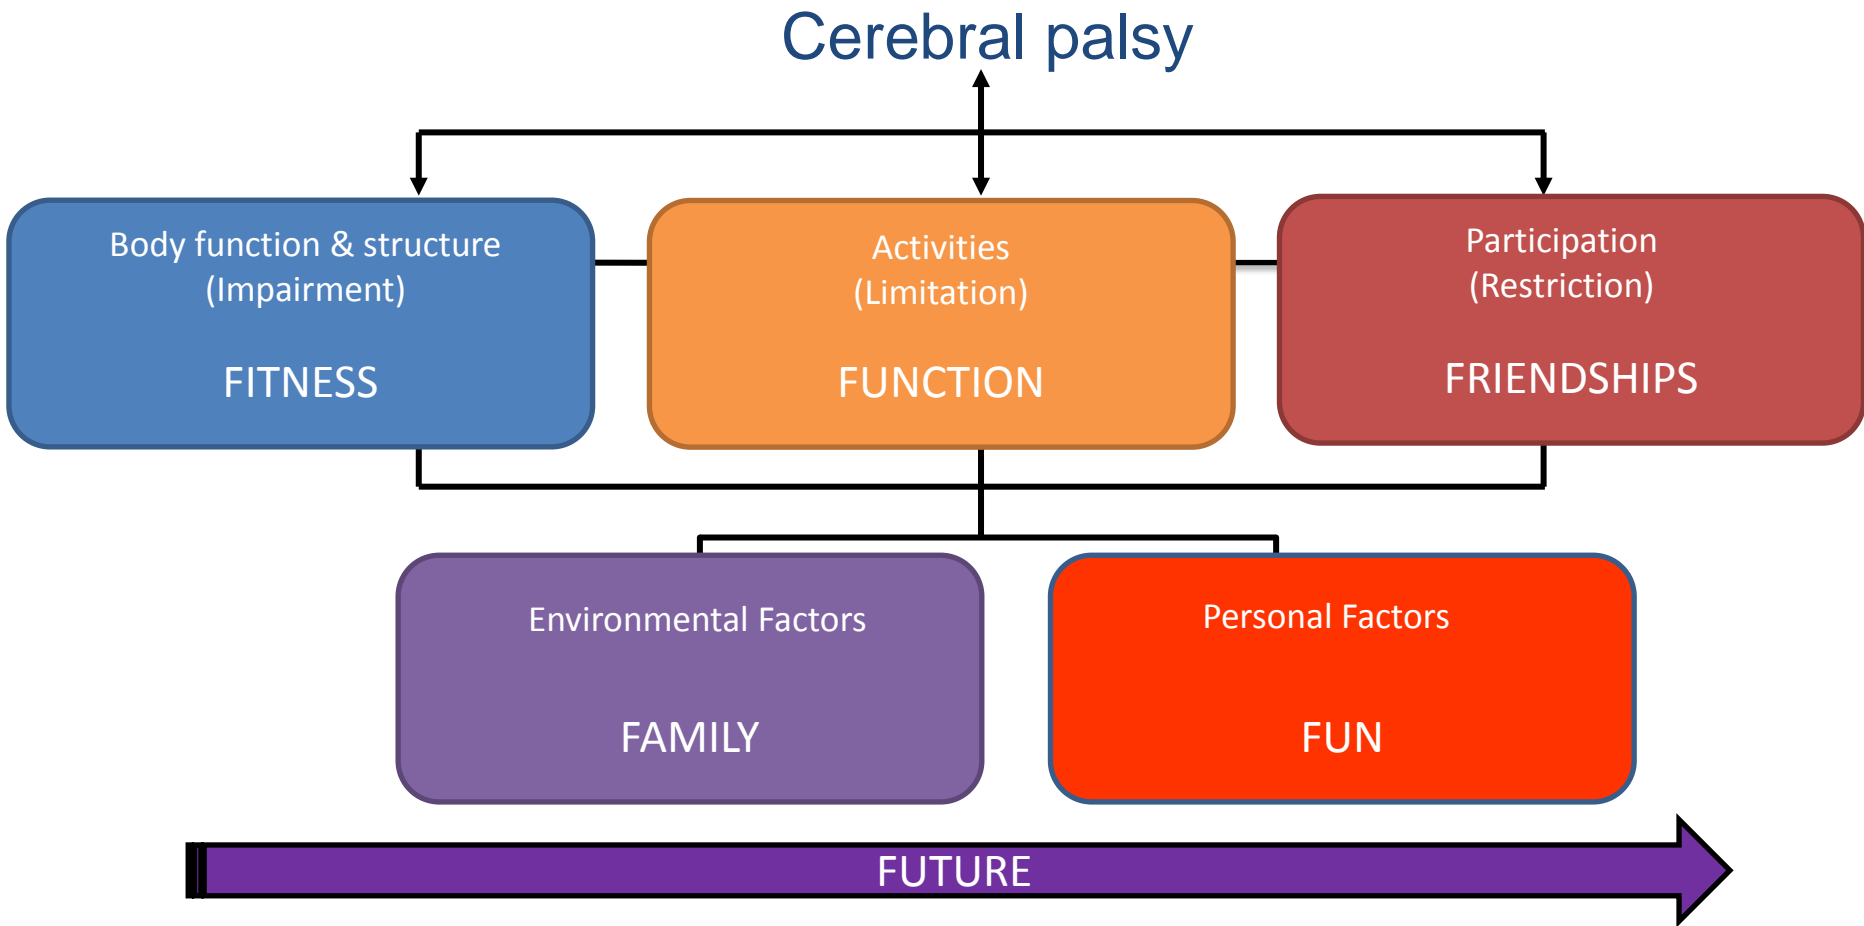 Cerebral palsy
Body function & structure
(Impairment)
FITNESS
Activities
(Limitation)
FUNCTION
Participation
(Restriction)
FRIENDSHIPS
Environmental Factors
FAMILY
Personal Factors
FUN
FUTURE